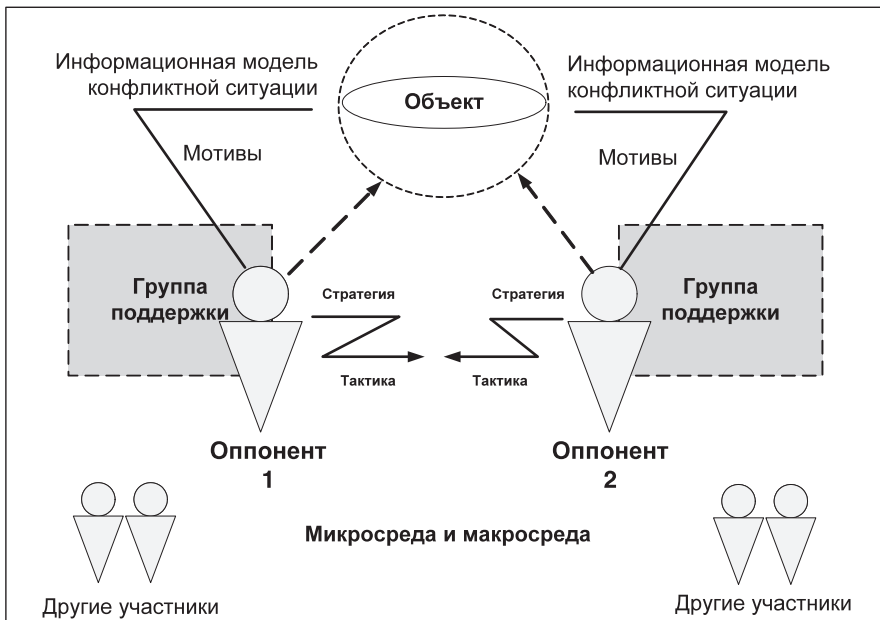 Информационная модель
конфликтной ситуации
Мотивы
Объект
Информационная модель
конфликтной ситуации
Мотивы
Группа
поддержки
Стратегия
Тактика
Стратегия
Тактика
Группа
поддержки
Оппонент
1
Оппонент
2
Микросреда и макросреда
Другие участники
Другие участники